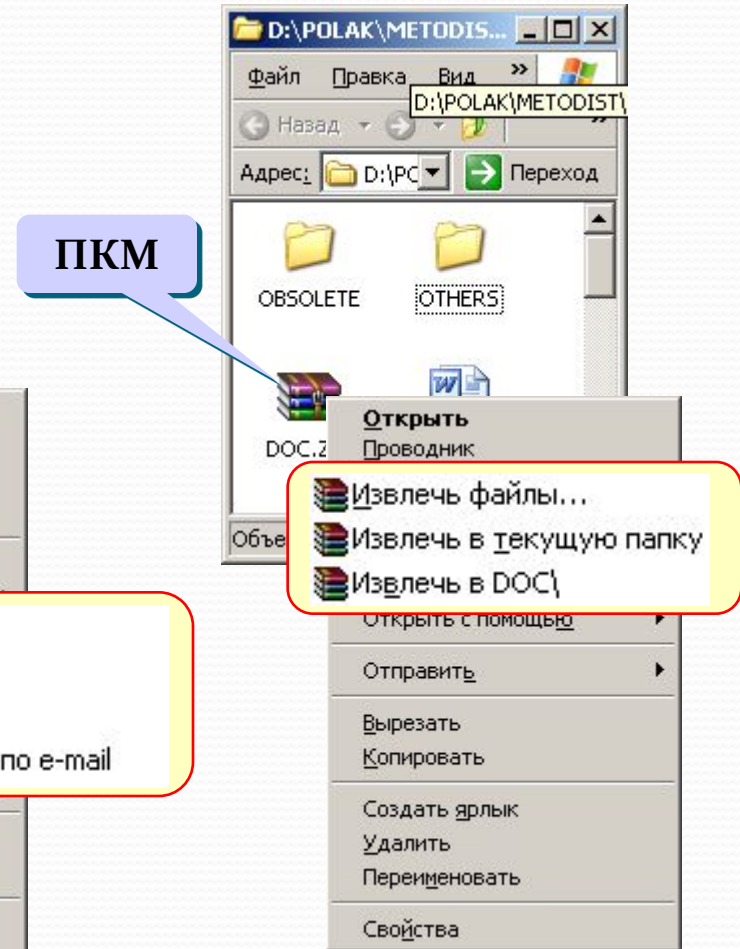 D:\POLAK\METODIS...
Файл Правка Вид »
D:\POLAK\METODIST\
Назад »
Адрес: D:\PC Переход
ПКМ
OBSOLETE OTHERS
DOC.Z
Открыть
Проводник
Извлечь файлы...
Извлечь в текущую папку
Извлечь в DOC\
Объе
Открыть с помощью
Отправить
по e-mail
Вырезать
Копировать
Создать ярлык
Удалить
Переименовать
Свойства